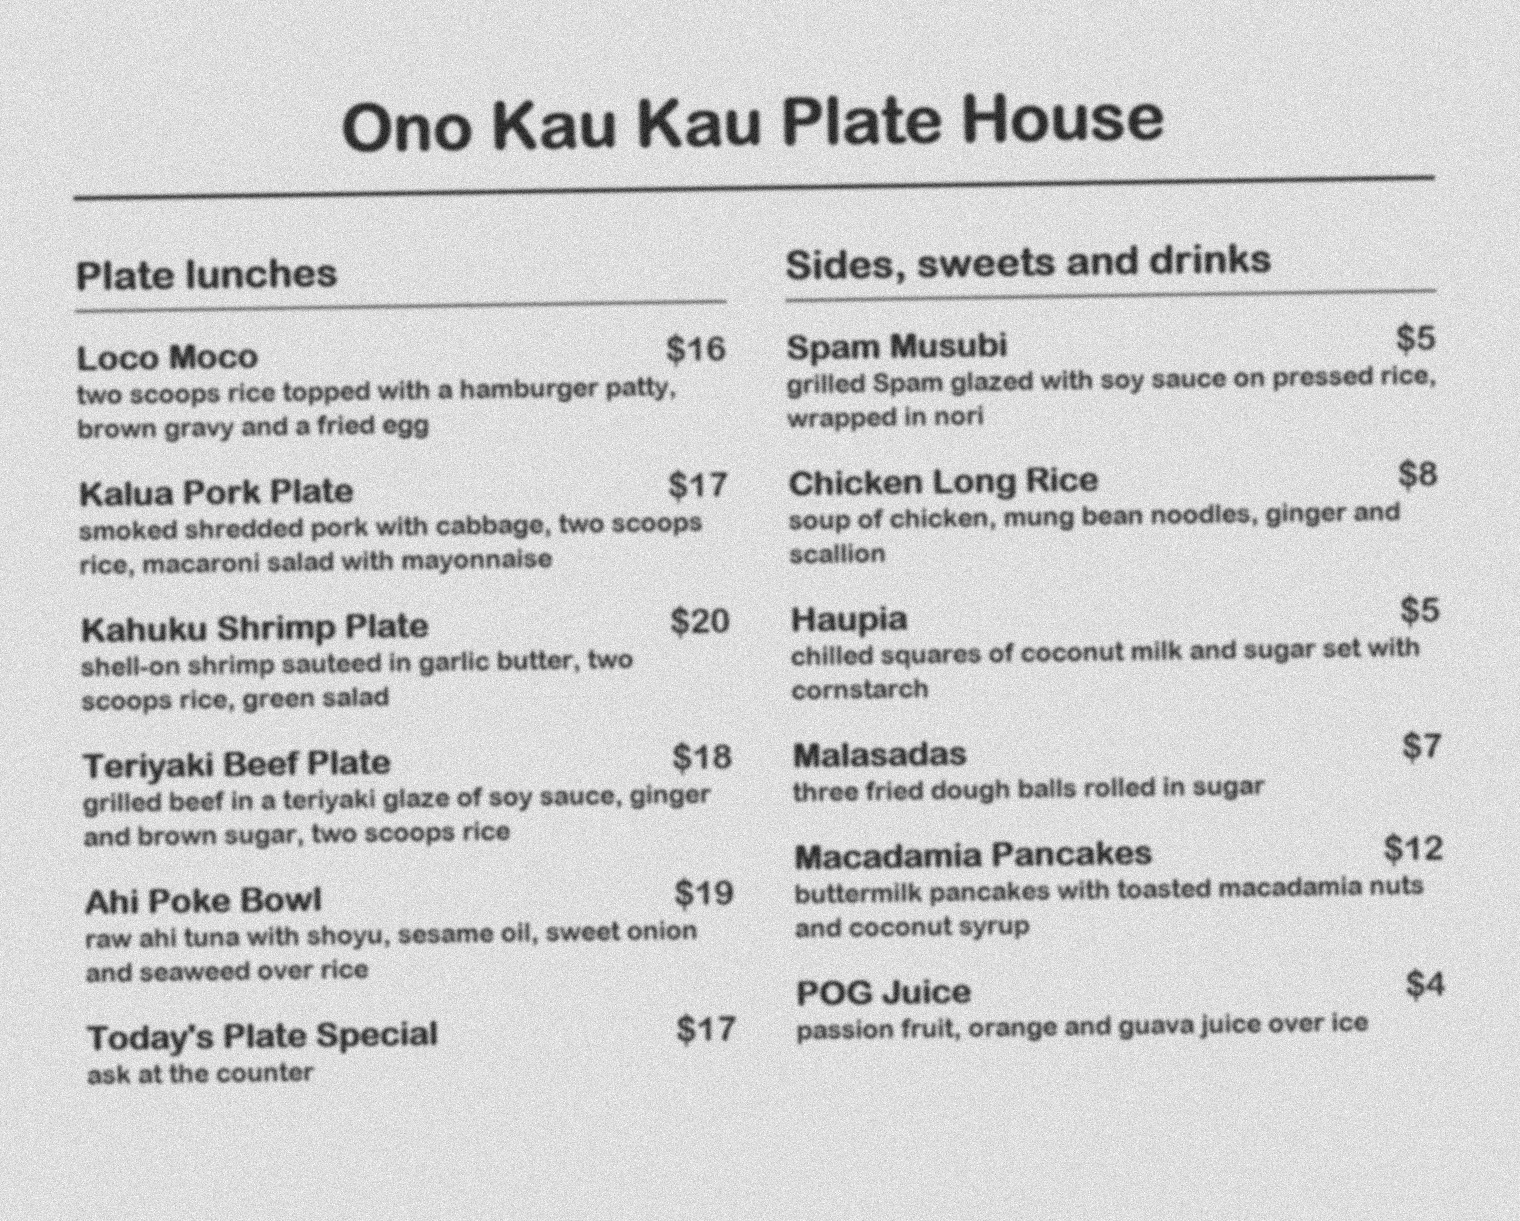 Ono Kau Kau Plate House
Plate lunches
Loco Moco $16
two scoops rice topped with a hamburger patty,
brown gravy and a fried egg
Kalua Pork Plate $17
smoked shredded pork with cabbage, two scoops
rice, macaroni salad with mayonnaise
Kahuku Shrimp Plate $20
shell-on shrimp sauteed in garlic butter, two
scoops rice, green salad
Teriyaki Beef Plate $18
grilled beef in a teriyaki glaze of soy sauce, ginger
and brown sugar, two scoops rice
Ahi Poke Bowl $19
raw ahi tuna with shoyu, sesame oil, sweet onion
and seaweed over rice
Today's Plate Special $17
ask at the counter
Sides, sweets and drinks
Spam Musubi $5
grilled Spam glazed with soy sauce on pressed rice,
wrapped in nori
Chicken Long Rice $8
soup of chicken, mung bean noodles, ginger and
scallion
Haupia $5
chilled squares of coconut milk and sugar set with
cornstarch
Malasadas $7
three fried dough balls rolled in sugar
Macadamia Pancakes $12
buttermilk pancakes with toasted macadamia nuts
and coconut syrup
POG Juice $4
passion fruit, orange and guava juice over ice